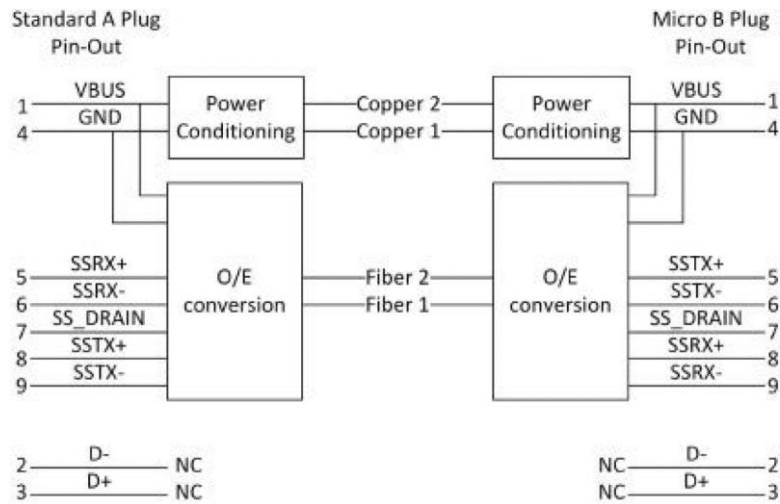 Standard A Plug
Pin-Out
Micro B Plug
Pin-Out
1 VBUS
4 GND
Power
Conditioning
Copper 2
Copper 1
Power
Conditioning
VBUS 1
GND 4
5 SSRX+
6 SSRX-
7 SS_DRAIN
8 SSTX+
9 SSTX-
O/E
conversion
Fiber 2
Fiber 1
O/E
conversion
SSTX+ 5
SSTX- 6
SS_DRAIN 7
SSRX+ 8
SSRX- 9
2 D- NC
3 D+ NC
NC D- 2
NC D+ 3